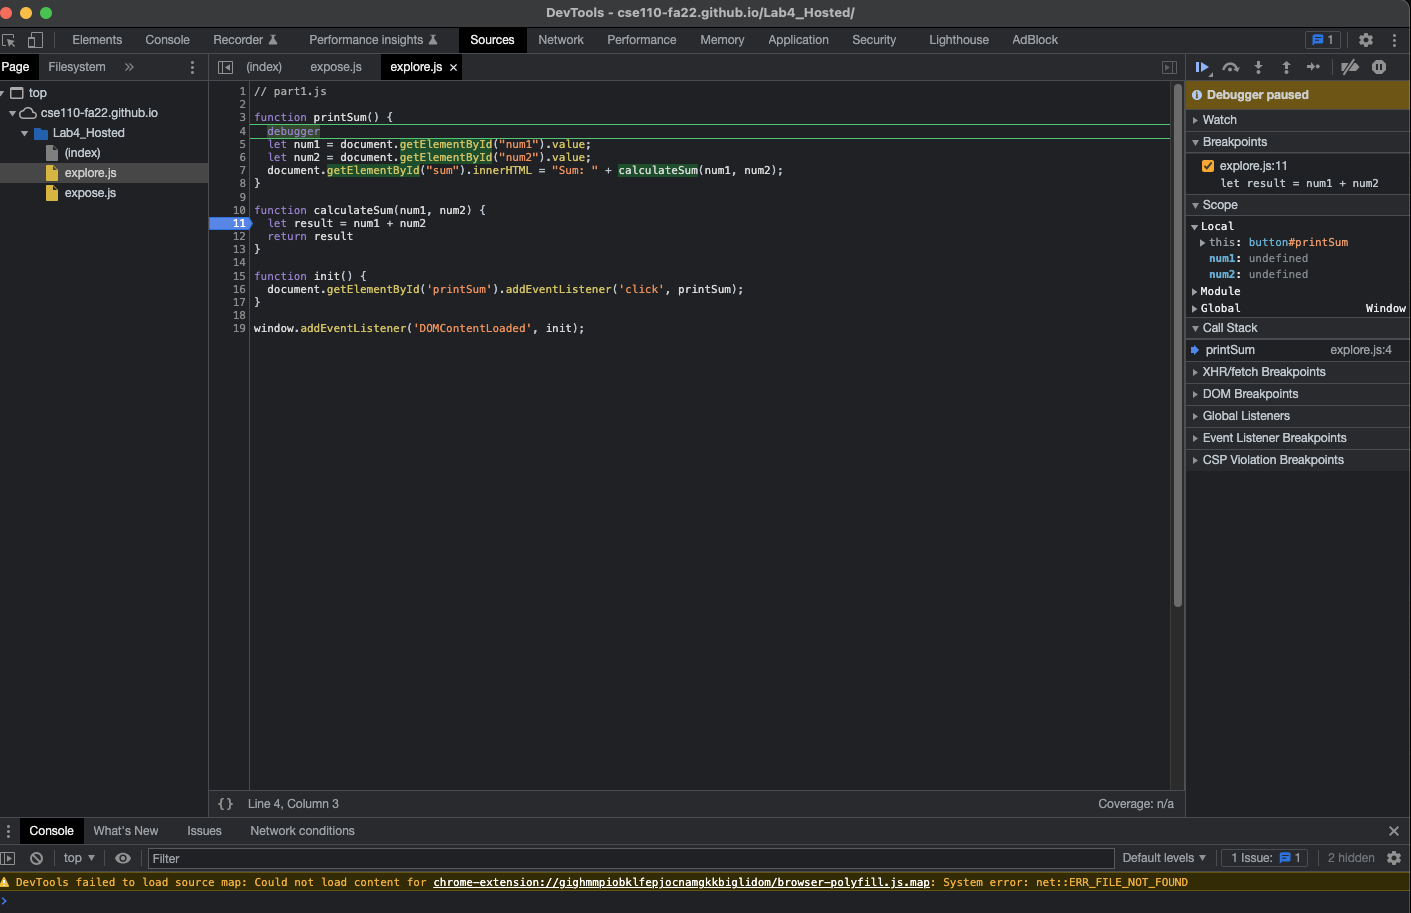 DevTools - cse110-fa22.github.io/Lab4_Hosted/
Elements Console Recorder Performance insights Sources Network Performance Memory Application Security Lighthouse AdBlock 1
Page Filesystem » (index) expose.js explore.js ×
top
cse110-fa22.github.io
Lab4_Hosted
(index)
explore.js
expose.js
1 // part1.js
2
3 function printSum() {
4 debugger
5 let num1 = document.getElementById("num1").value;
6 let num2 = document.getElementById("num2").value;
7 document.getElementById("sum").innerHTML = "Sum: " + calculateSum(num1, num2);
8 }
9
10 function calculateSum(num1, num2) {
11 let result = num1 + num2
12 return result
13 }
14
15 function init() {
16 document.getElementById('printSum').addEventListener('click', printSum);
17 }
18
19 window.addEventListener('DOMContentLoaded', init);
Debugger paused
Watch
Breakpoints
explore.js:11
let result = num1 + num2
Scope
Local
this: button#printSum
num1: undefined
num2: undefined
Module
Global Window
Call Stack
printSum explore.js:4
XHR/fetch Breakpoints
DOM Breakpoints
Global Listeners
Event Listener Breakpoints
CSP Violation Breakpoints
{} Line 4, Column 3 Coverage: n/a
Console What's New Issues Network conditions
top Filter Default levels 1 Issue: 1 2 hidden
DevTools failed to load source map: Could not load content for chrome-extension://gighmmpiobklfepjocnamgkkbiglidom/browser-polyfill.js.map: System error: net::ERR_FILE_NOT_FOUND